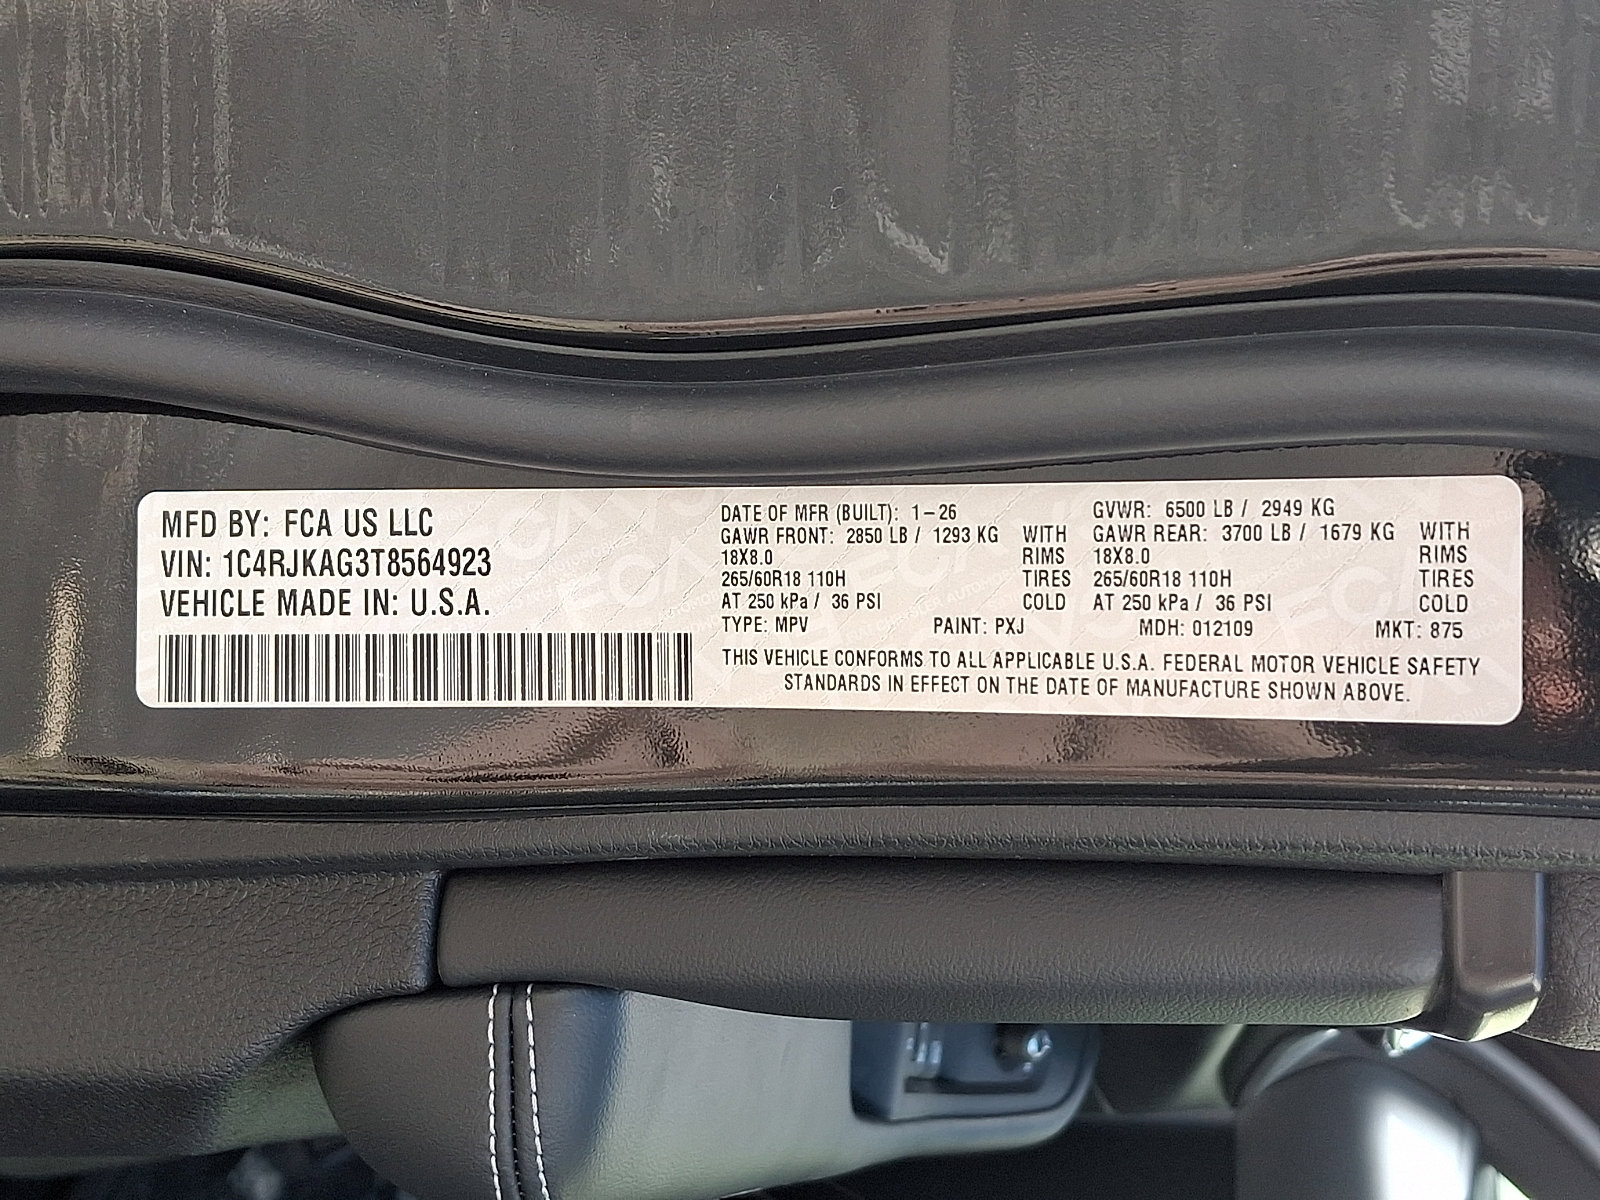 MFD BY: FCA US LLC
VIN: 1C4RJKAG3T8564923
VEHICLE MADE IN: U.S.A.
DATE OF MFR (BUILT): 1-26 GVWR: 6500 LB / 2949 KG
GAWR FRONT: 2850 LB / 1293 KG WITH GAWR REAR: 3700 LB / 1679 KG WITH
18X8.0 RIMS 18X8.0 RIMS
265/60R18 110H TIRES 265/60R18 110H TIRES
AT 250 kPa / 36 PSI COLD AT 250 kPa / 36 PSI COLD
TYPE: MPV PAINT: PXJ MDH: 012109 MKT: 875
THIS VEHICLE CONFORMS TO ALL APPLICABLE U.S.A. FEDERAL MOTOR VEHICLE SAFETY
STANDARDS IN EFFECT ON THE DATE OF MANUFACTURE SHOWN ABOVE.